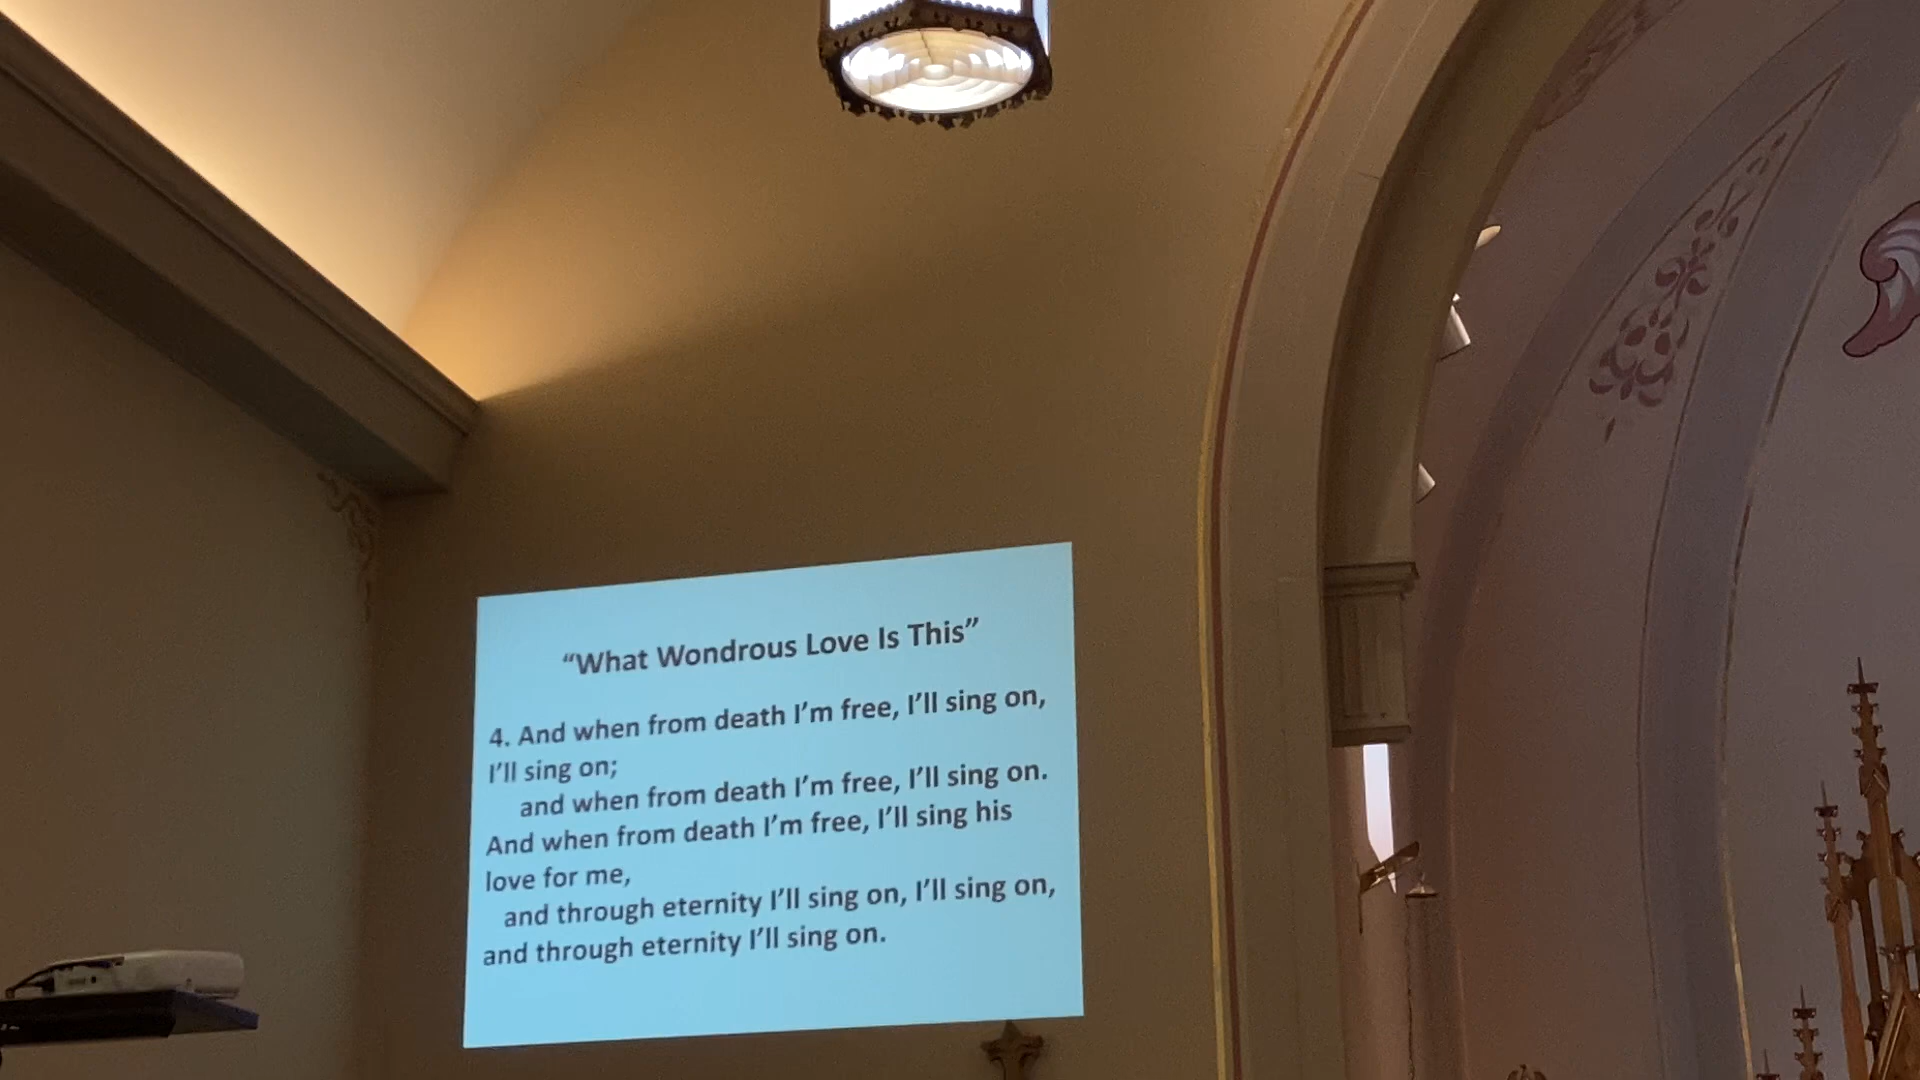 “What Wondrous Love Is This”
4. And when from death I’m free, I’ll sing on,
I’ll sing on;
and when from death I’m free, I’ll sing on.
And when from death I’m free, I’ll sing his
love for me,
and through eternity I’ll sing on, I’ll sing on,
and through eternity I’ll sing on.